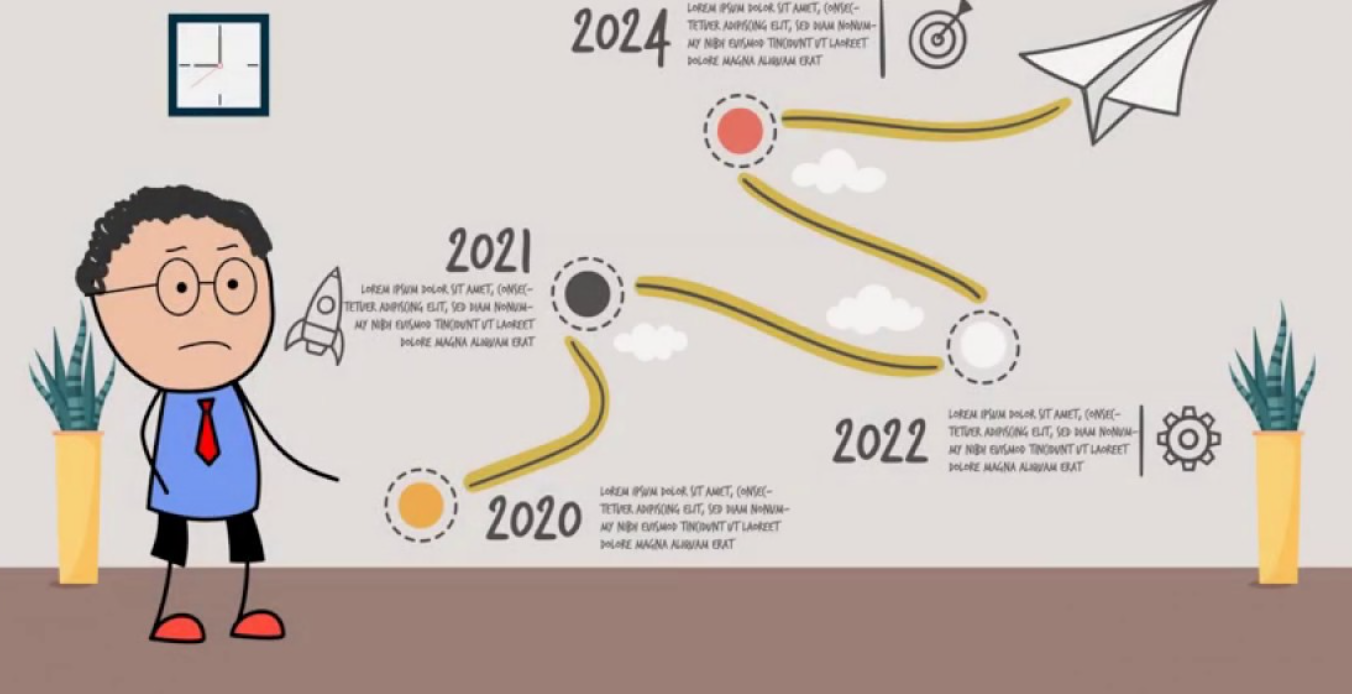 2024
LOREM IPSUM DOLOR SIT AMET, CONSEC-
TETUER ADIPISCING ELIT, SED DIAM NONUM-
MY NIBH EUISMOD TINCIDUNT UT LAOREET
DOLORE MAGNA ALIQUAM ERAT
2021
LOREM IPSUM DOLOR SIT AMET, CONSEC-
TETUER ADIPISCING ELIT, SED DIAM NONUM-
MY NIBH EUISMOD TINCIDUNT UT LAOREET
DOLORE MAGNA ALIQUAM ERAT
2022
LOREM IPSUM DOLOR SIT AMET, CONSEC-
TETUER ADIPISCING ELIT, SED DIAM NONUM-
MY NIBH EUISMOD TINCIDUNT UT LAOREET
DOLORE MAGNA ALIQUAM ERAT
2020
LOREM IPSUM DOLOR SIT AMET, CONSEC-
TETUER ADIPISCING ELIT, SED DIAM NONUM-
MY NIBH EUISMOD TINCIDUNT UT LAOREET
DOLORE MAGNA ALIQUAM ERAT